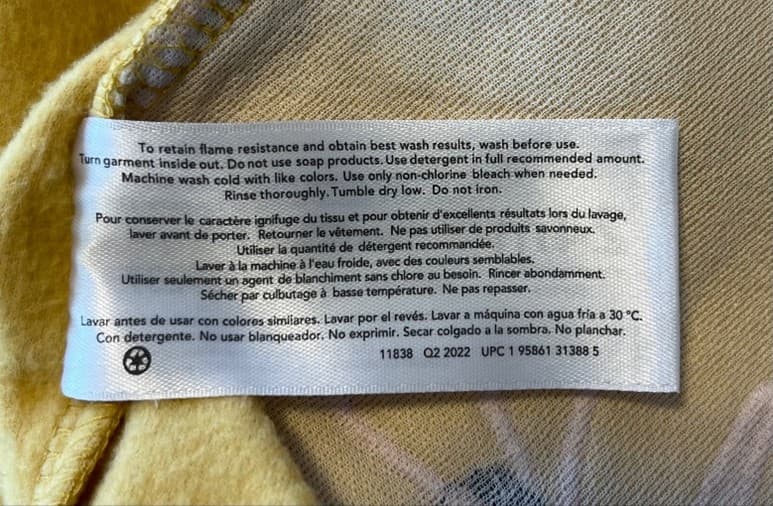 To retain flame resistance and obtain best wash results, wash before use.
Turn garment inside out. Do not use soap products. Use detergent in full recommended amount.
Machine wash cold with like colors. Use only non-chlorine bleach when needed.
Rinse thoroughly. Tumble dry low. Do not iron.
Pour conserver le caractère ignifuge du tissu et pour obtenir d'excellents résultats lors du lavage,
laver avant de porter. Retourner le vêtement. Ne pas utiliser de produits savonneux.
Utiliser la quantité de détergent recommandée.
Laver à la machine à l'eau froide, avec des couleurs semblables.
Utiliser seulement un agent de blanchiment sans chlore au besoin. Rincer abondamment.
Sécher par culbutage à basse température. Ne pas repasser.
Lavar antes de usar con colores similares. Lavar por el revés. Lavar a máquina con agua fría a 30 °C.
Con detergente. No usar blanqueador. No exprimir. Secar colgado a la sombra. No planchar.
11838 Q2 2022 UPC 1 95861 31388 5